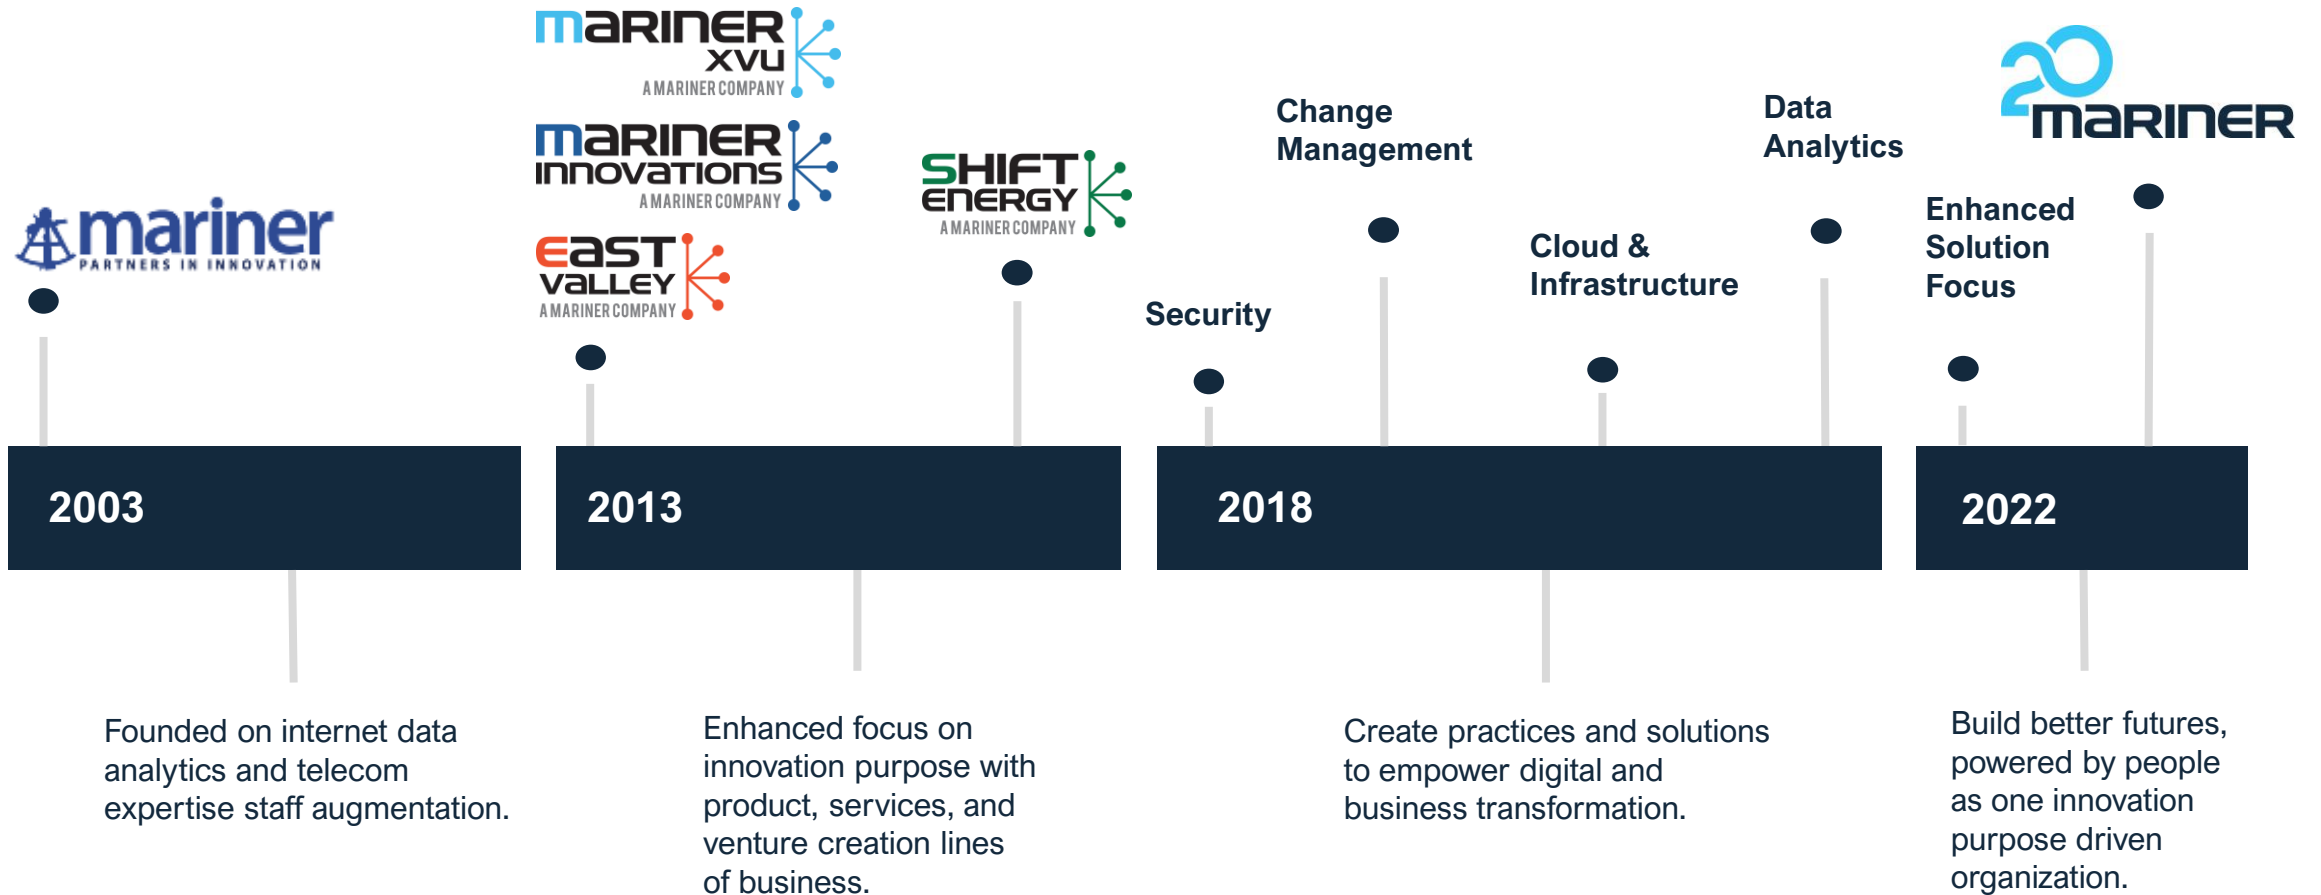 mariner
PARTNERS IN INNOVATION
MARINER
XVU
A MARINER COMPANY
MARINER
INNOVATIONS
A MARINER COMPANY
EAST
VALLEY
A MARINER COMPANY
SHIFT
ENERGY
A MARINER COMPANY
Security
Change
Management
Cloud &
Infrastructure
Data
Analytics
Enhanced
Solution
Focus
20
MARINER
2003
2013
2018
2022
Founded on internet data
analytics and telecom
expertise staff augmentation.
Enhanced focus on
innovation purpose with
product, services, and
venture creation lines
of business.
Create practices and solutions
to empower digital and
business transformation.
Build better futures,
powered by people
as one innovation
purpose driven
organization.